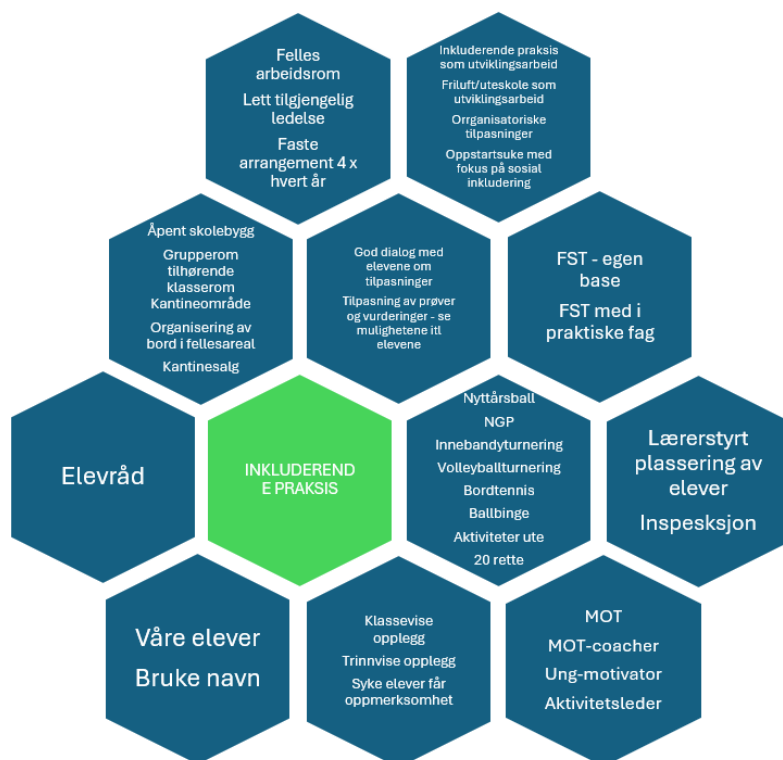 Felles
arbeidsrom
Lett tilgjengelig
ledelse
Faste
arrangement 4 x
hvert år
Inkluderende praksis
som utviklingsarbeid
Friluft/uteskole som
utviklingsarbeid
Orrganisatoriske
tilpasninger
Oppstartsuke med
fokus på sosial
inkludering
Åpent skolebygg
Grupperom
tilhørende
klasserom
Kantineområde
Organisering av
bord i fellesareal
Kantinesalg
God dialog med
elevene om
tilpasninger
Tilpasning av prøver
og vurderinger - se
mulighetene itl
elevene
FST - egen
base
FST med i
praktiske fag
Elevråd
INKLUDEREND
E PRAKSIS
Nyttårsball
NGP
Innebandyturnering
Volleyballturnering
Bordtennis
Ballbinge
Aktiviteter ute
20 rette
Lærerstyrt
plassering av
elever
Inspesksjon
Våre elever
Bruke navn
Klassevise
opplegg
Trinnvise opplegg
Syke elever får
oppmerksomhet
MOT
MOT-coacher
Ung-motivator
Aktivitetsleder